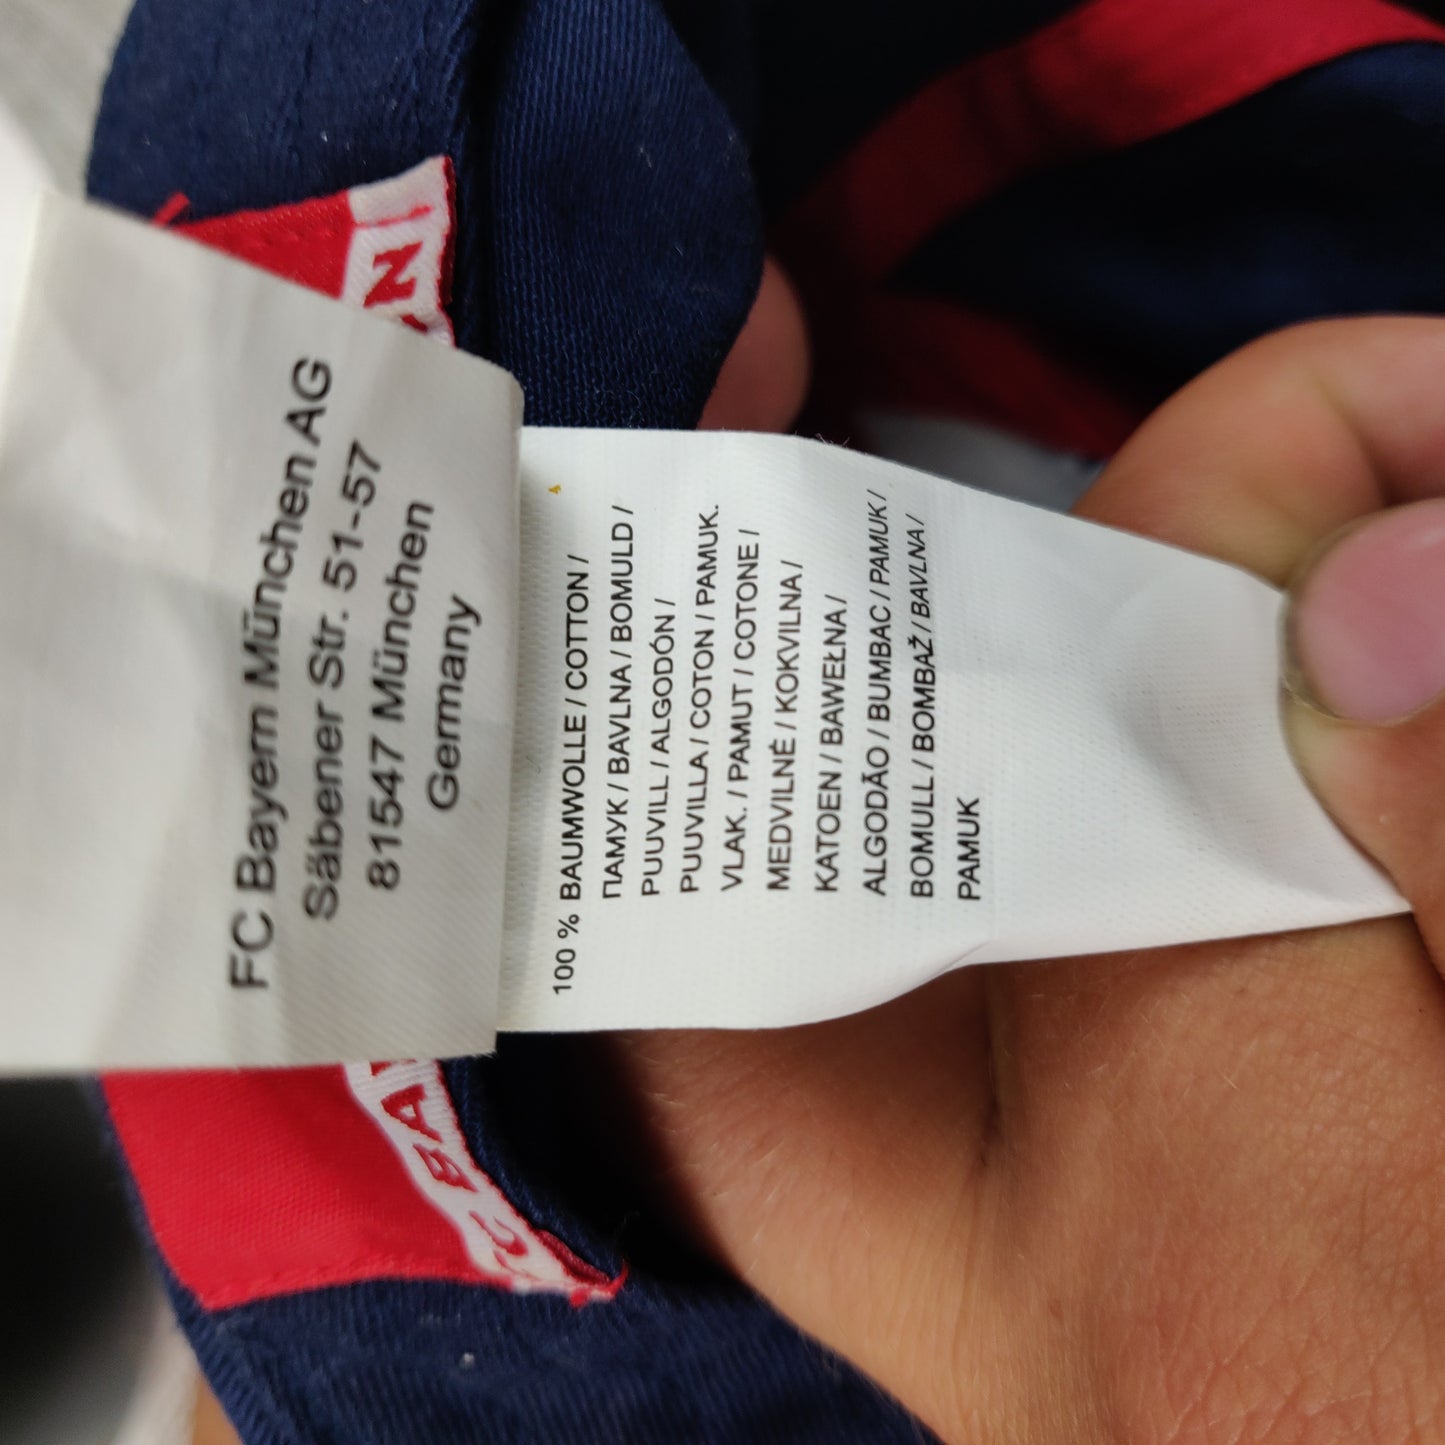 FC Bayern München AG
Säbener Str. 51-57
81547 München
Germany
100 % BAUMWOLLE / COTTON /
ПАМУК / BAVLNA / BOMULD /
PUUVILL / ALGODÓN /
PUUVILLA / COTON / PAMUK.
VLAK. / PAMUT / COTONE /
MEDVILNĖ / KOKVILNA /
KATOEN / BAWEŁNA /
ALGODÃO / BUMBAC / PAMUK /
BOMULL / BOMBAŽ / BAVLNA /
PAMUK